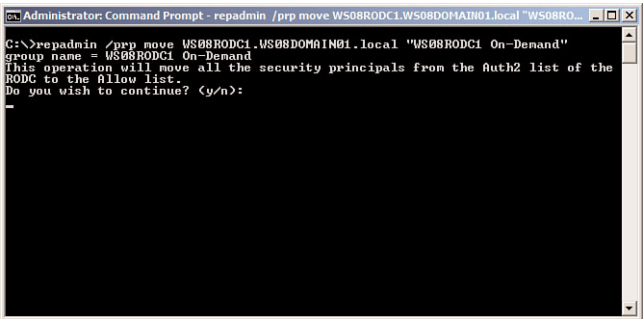 Administrator: Command Prompt - repadmin /prp move WS08RODC1.WS08DOMAIN01.local "WS08RO...
C:\>repadmin /prp move WS08RODC1.WS08DOMAIN01.local "WS08RODC1 On-Demand"
group name = WS08RODC1 On-Demand
This operation will move all the security principals from the Auth2 list of the
RODC to the Allow list.
Do you wish to continue? (y/n):